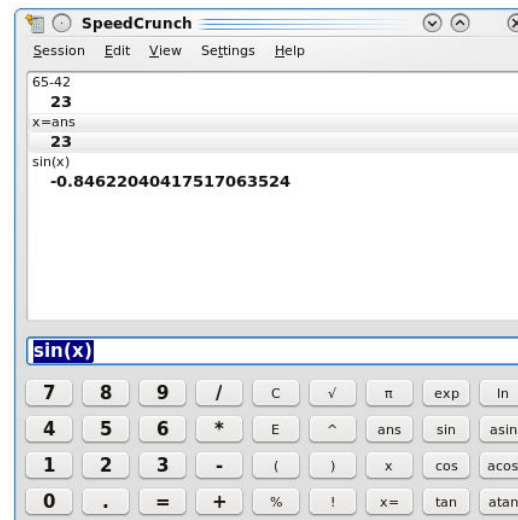 SpeedCrunch
Session Edit View Settings Help
65-42
23
x=ans
23
sin(x)
-0.84622040417517063524
sin(x)
7 8 9 / C √ π exp ln
4 5 6 * E ^ ans sin asin
1 2 3 - ( ) x cos acos
0 . = + % ! x= tan atan